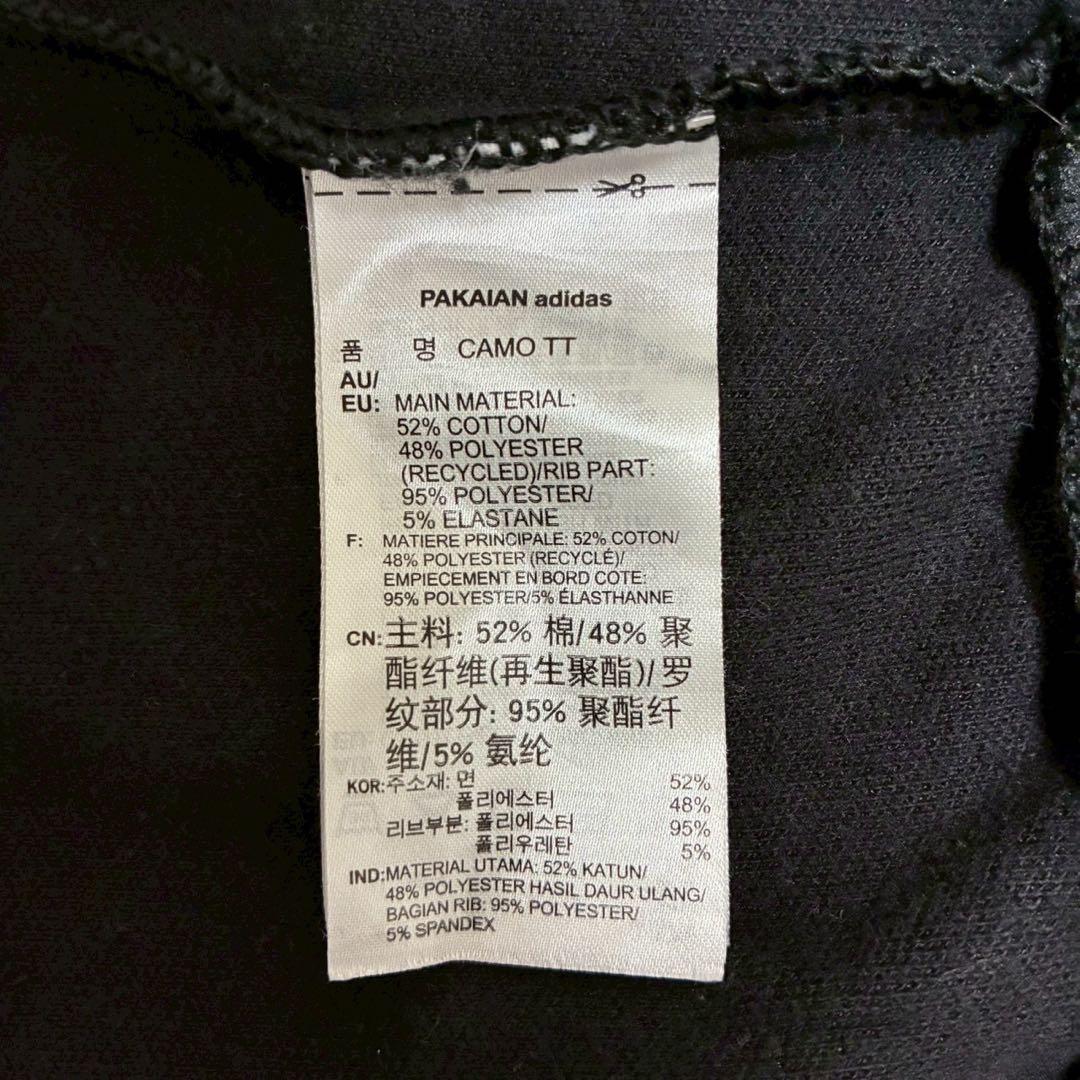 PAKAIAN adidas
품 명 CAMO TT
AU/
EU: MAIN MATERIAL:
52% COTTON/
48% POLYESTER
(RECYCLED)/RIB PART:
95% POLYESTER/
5% ELASTANE
F: MATIERE PRINCIPALE: 52% COTON/
48% POLYESTER (RECYCLÉ)/
EMPIECEMENT EN BORD COTE:
95% POLYESTER/5% ÉLASTHANNE
CN: 主料: 52% 棉/48% 聚
酯纤维(再生聚酯)/罗
纹部分: 95% 聚酯纤
维/5% 氨纶
KOR: 주소재: 면 52%
폴리에스터 48%
리브부분: 폴리에스터 95%
폴리우레탄 5%
IND: MATERIAL UTAMA: 52% KATUN/
48% POLYESTER HASIL DAUR ULANG/
BAGIAN RIB: 95% POLYESTER/
5% SPANDEX